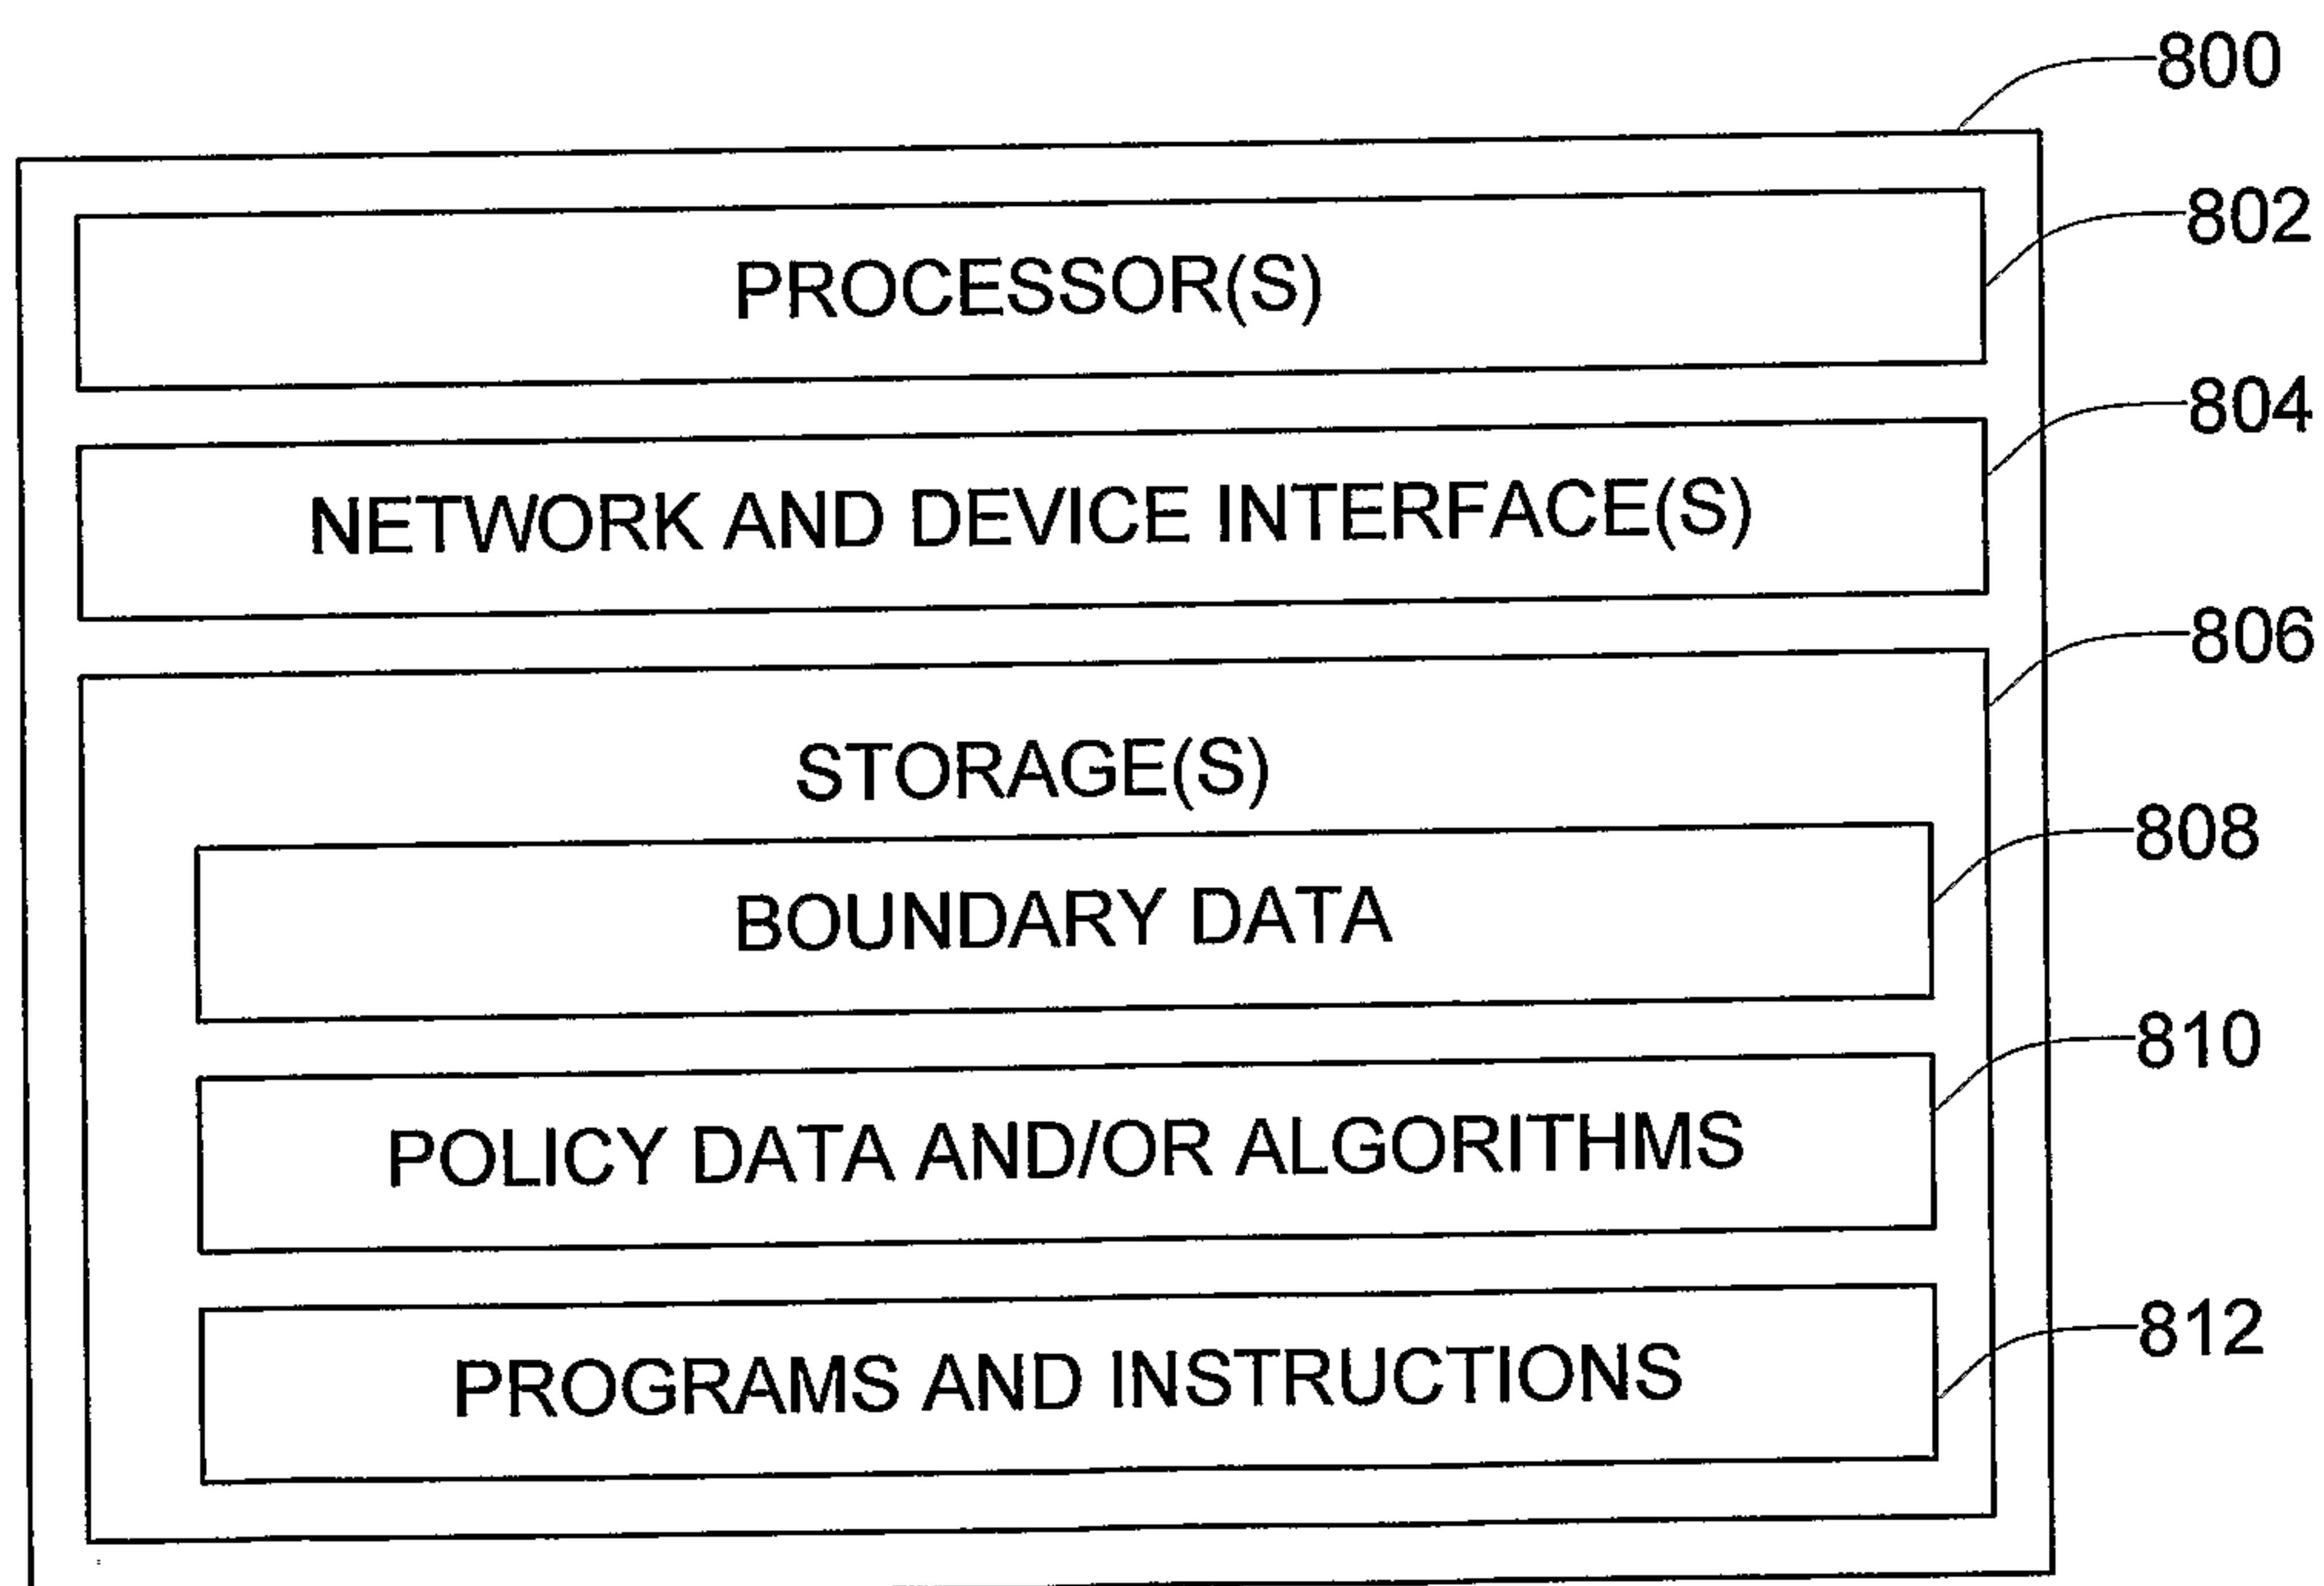 800
802
PROCESSOR(S)
804
NETWORK AND DEVICE INTERFACE(S)
806
STORAGE(S)
808
BOUNDARY DATA
810
POLICY DATA AND/OR ALGORITHMS
812
PROGRAMS AND INSTRUCTIONS